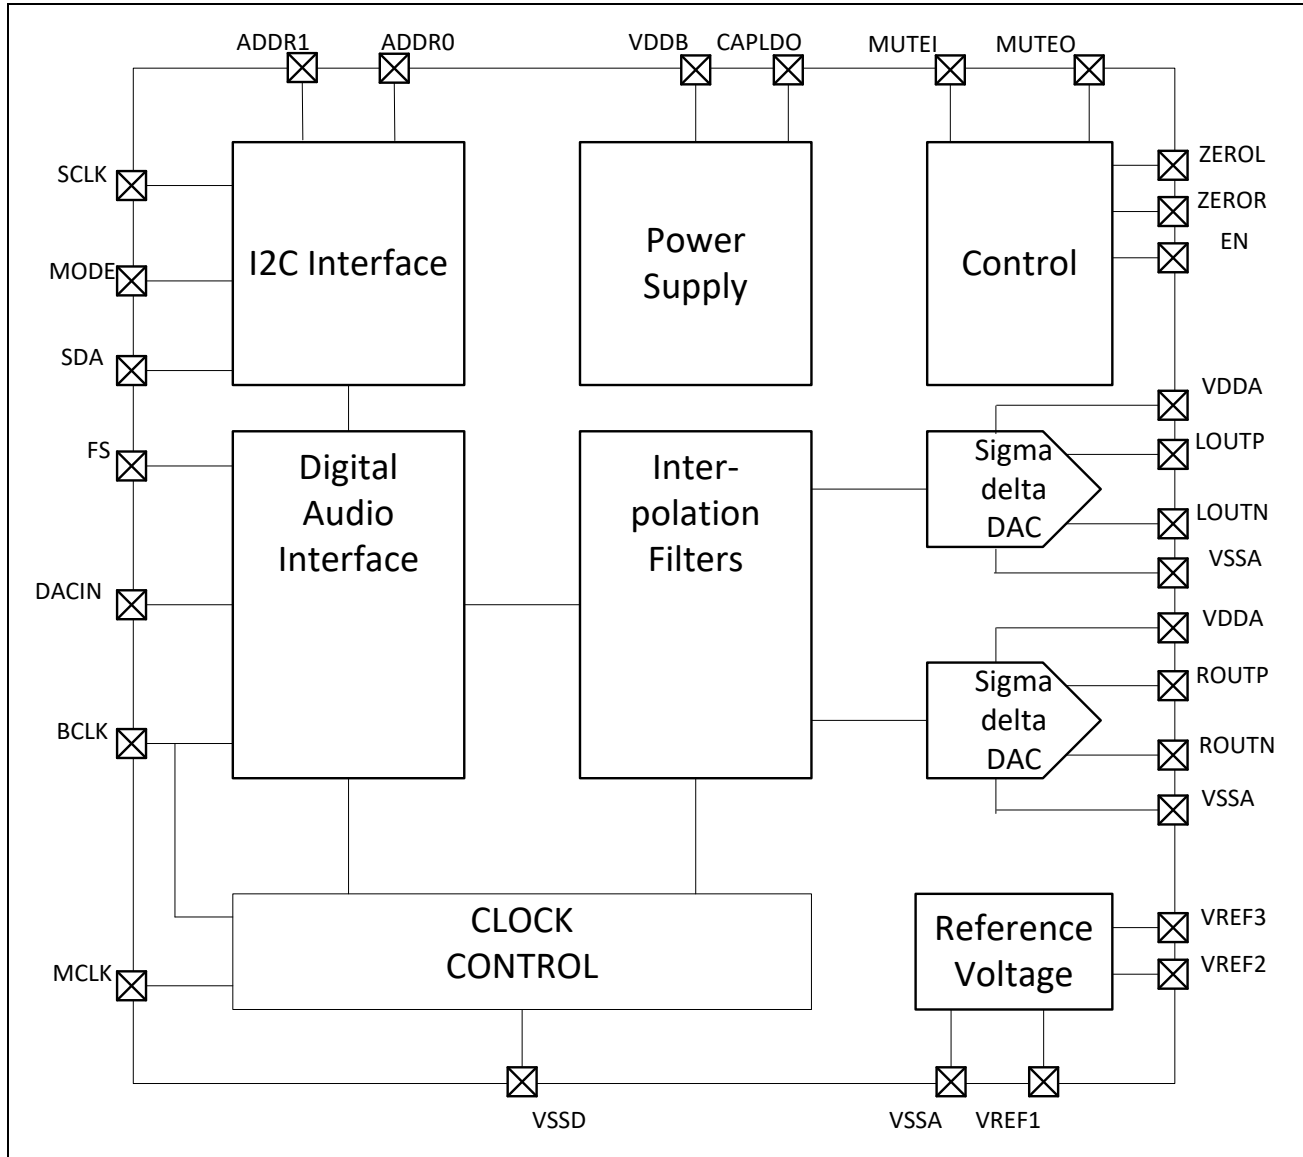 ADDR1
ADDR0
VDDB
CAPLDO
MUTEI
MUTEO
SCLK
MODE
SDA
FS
DACIN
BCLK
MCLK
I2C Interface
Power
Supply
Control
ZEROL
ZEROR
EN
Digital
Audio
Interface
Inter-
polation
Filters
Sigma
delta
DAC
VDDA
LOUTP
LOUTN
VSSA
Sigma
delta
DAC
VDDA
ROUTP
ROUTN
VSSA
CLOCK
CONTROL
Reference
Voltage
VREF3
VREF2
VSSD
VSSA
VREF1